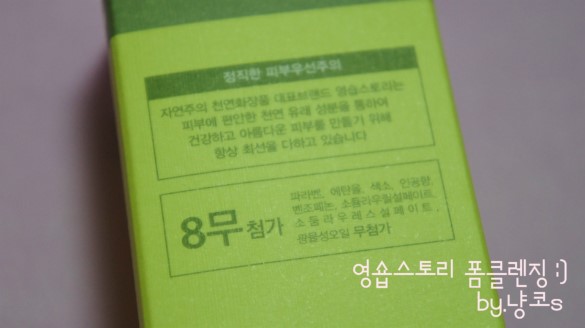 정직한 피부우선주의
자연주의 천연화장품 대표브랜드 영숍스토리는
피부에 편안한 천연 유래 성분을 통하여
건강하고 아름다운 피부를 만들기 위해
항상 최선을 다하고 있습니다
8무첨가
파라벤, 에탄올, 색소, 인공향,
벤조페논, 소듐라우릴설페이트,
소듐라우레스설페이트,
광물성오일 무첨가
영숍스토리 폼클렌징 :)
by.냥쿄s